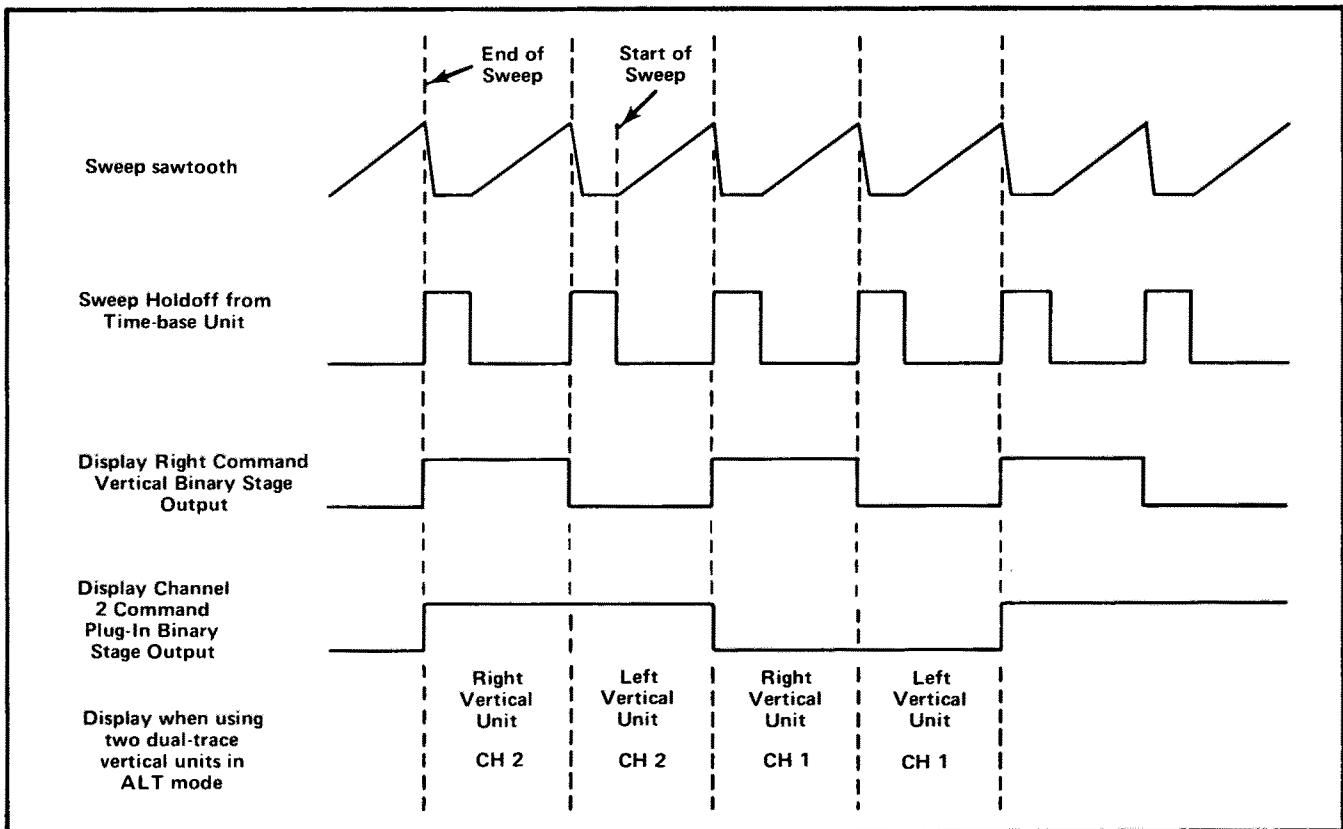 End of
Sweep
Start of
Sweep
Sweep sawtooth
Sweep Holdoff from
Time-base Unit
Display Right Command
Vertical Binary Stage
Output
Display Channel
2 Command
Plug-In Binary
Stage Output
Display when using
two dual-trace
vertical units in
ALT mode
Right
Vertical
Unit
CH 2
Left
Vertical
Unit
CH 2
Right
Vertical
Unit
CH 1
Left
Vertical
Unit
CH 1